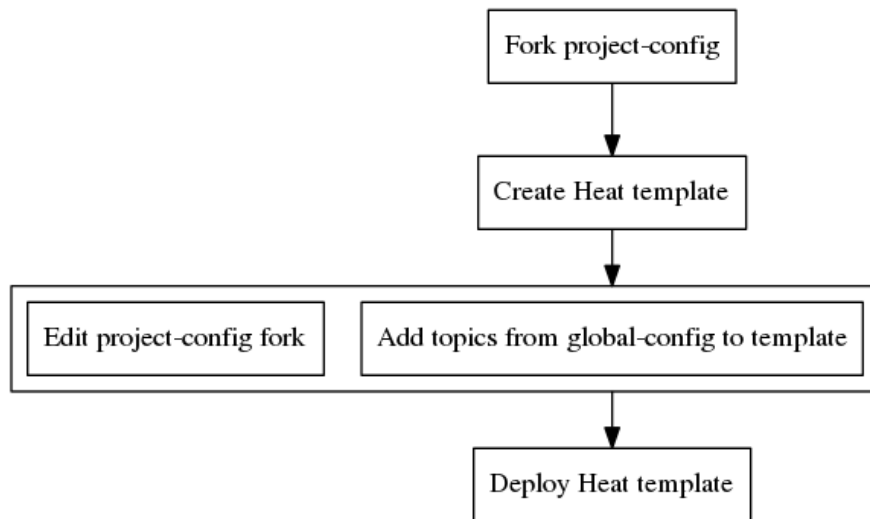 Fork project-config
Create Heat template
Edit project-config fork
Add topics from global-config to template
Deploy Heat template